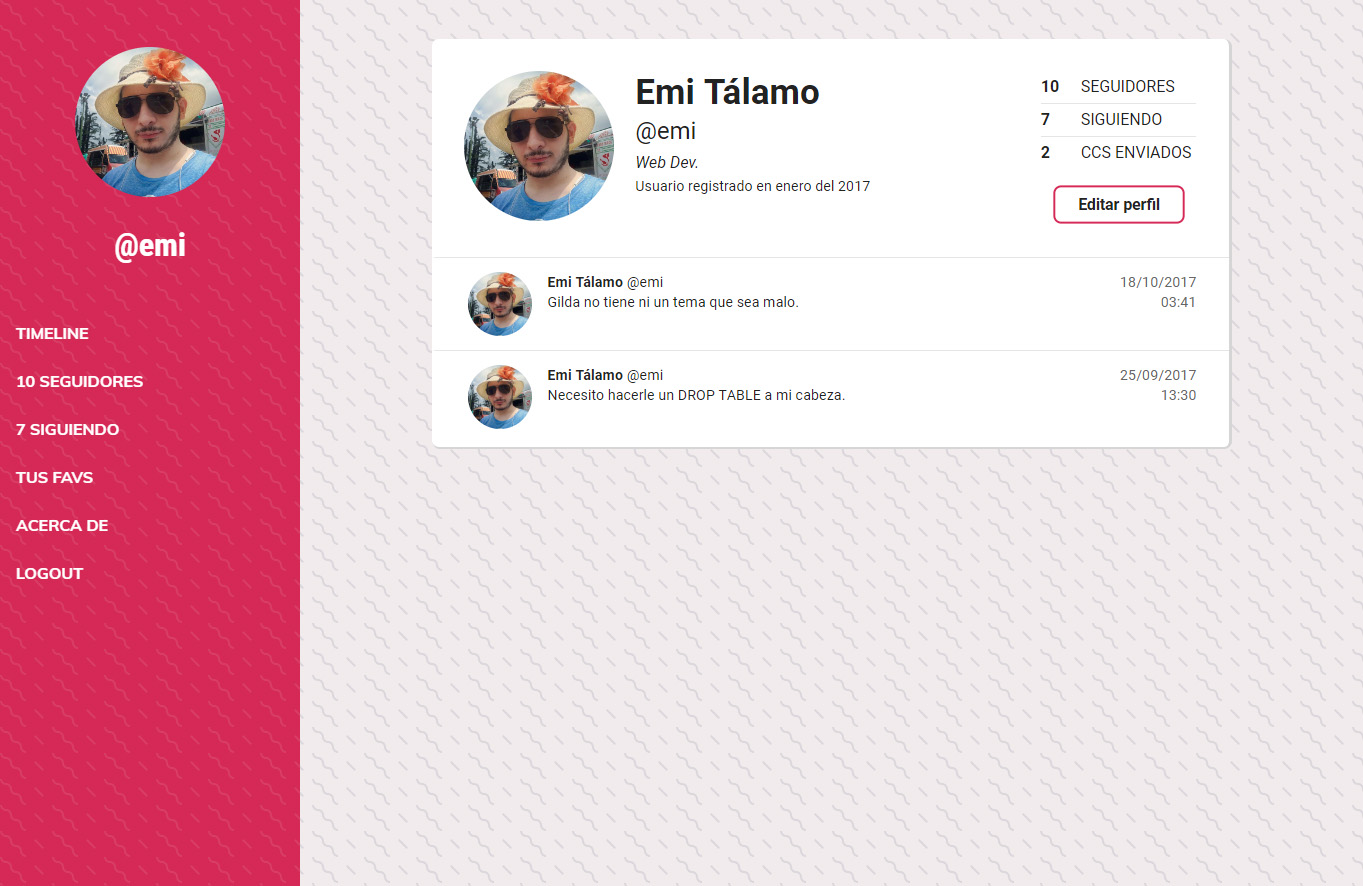 @emi
TIMELINE
10 SEGUIDORES
7 SIGUIENDO
TUS FAVS
ACERCA DE
LOGOUT
Emi Tálamo
@emi
Web Dev.
Usuario registrado en enero del 2017
10 SEGUIDORES
7 SIGUIENDO
2 CCS ENVIADOS
Editar perfil
Emi Tálamo @emi 18/10/2017
Gilda no tiene ni un tema que sea malo. 03:41
Emi Tálamo @emi 25/09/2017
Necesito hacerle un DROP TABLE a mi cabeza. 13:30